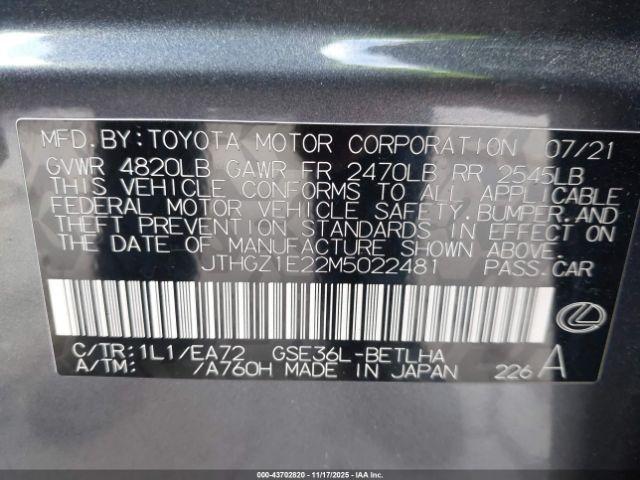 MFD.BY:TOYOTA MOTOR CORPORATION 07/21
GVWR 4820LB GAWR FR 2470LB RR 2545LB
THIS VEHICLE CONFORMS TO ALL APPLICABLE
FEDERAL MOTOR VEHICLE SAFETY,BUMPER,AND
THEFT PREVENTION STANDARDS IN EFFECT ON
THE DATE OF MANUFACTURE SHOWN ABOVE.
JTHGZ1E22M5022481 PASS.CAR
C/TR:1L1/EA72 GSE36L-BETLHA
A/TM: /A760H MADE IN JAPAN 226 A
000-43702820 | 11/17/2025 - IAA Inc.